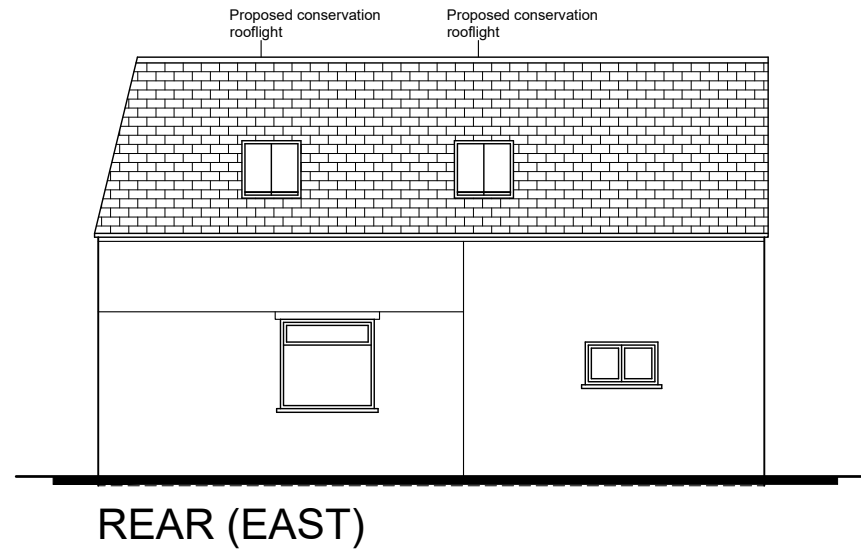 Proposed conservation
rooflight
Proposed conservation
rooflight
REAR (EAST)